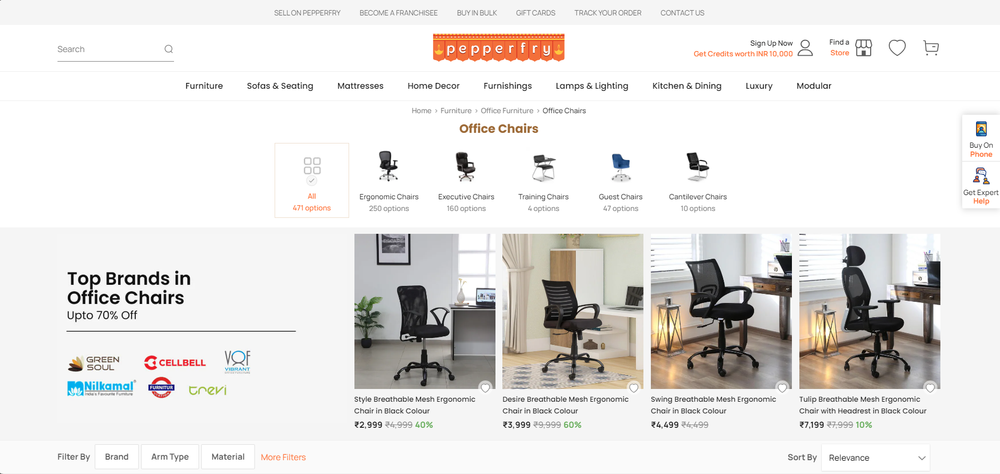 SELL ON PEPPERFRY
BECOME A FRANCHISEE
BUY IN BULK
GIFT CARDS
TRACK YOUR ORDER
CONTACT US
Search
pepperfry
Sign Up Now
Get Credits worth INR 10,000
Find a
Store
Furniture
Sofas & Seating
Mattresses
Home Decor
Furnishings
Lamps & Lighting
Kitchen & Dining
Luxury
Modular
Home > Furniture > Office Furniture > Office Chairs
Office Chairs
All
471 options
Ergonomic Chairs
250 options
Executive Chairs
160 options
Training Chairs
4 options
Guest Chairs
47 options
Cantilever Chairs
10 options
Buy On
Phone
Get Expert
Help
Top Brands in
Office Chairs
Upto 70% Off
GREEN
SOUL
CELLBELL
VOF
VIBRANT
OFFICE FURNITURE
Nilkamal®
India's Favourite Furniture
FURNITUR
STATION
trevi
ESCAPE
Style Breathable Mesh Ergonomic
Chair in Black Colour
₹2,999 ₹4,999 40%
Desire Breathable Mesh Ergonomic
Chair in Black Colour
₹3,999 ₹9,999 60%
Swing Breathable Mesh Ergonomic
Chair in Black Colour
₹4,499 ₹4,499
Tulip Breathable Mesh Ergonomic
Chair with Headrest in Black Colour
₹7,199 ₹7,999 10%
Filter By
Brand
Arm Type
Material
More Filters
Sort By
Relevance